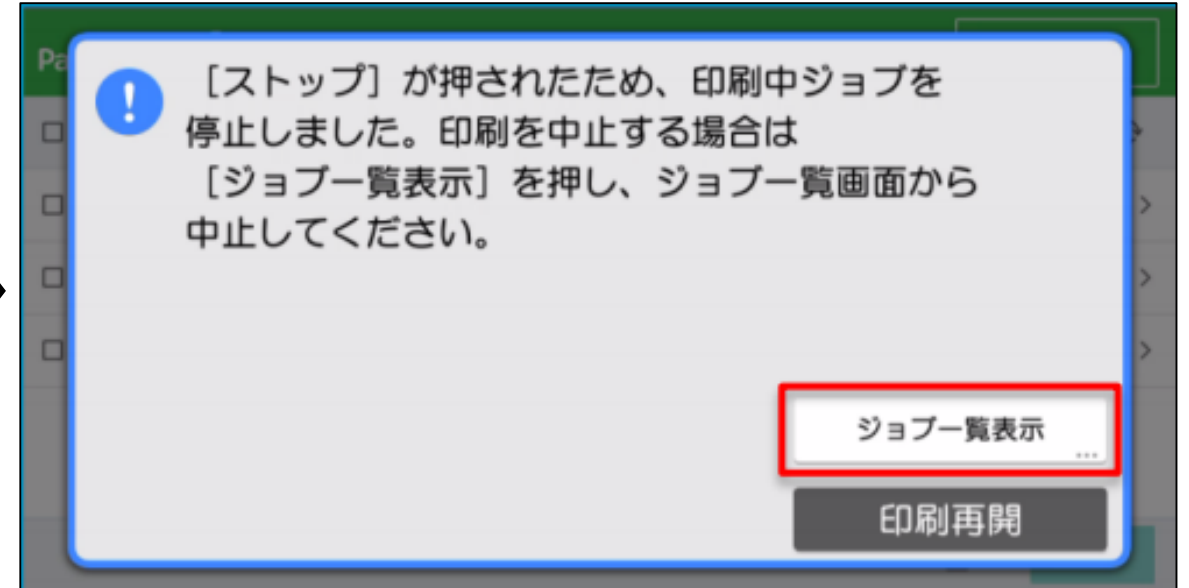 Pa
［ストップ］が押されたため、印刷中ジョブを
停止しました。印刷を中止する場合は
［ジョブ一覧表示］を押し、ジョブ一覧画面から
中止してください。
ジョブ一覧表示
...
印刷再開